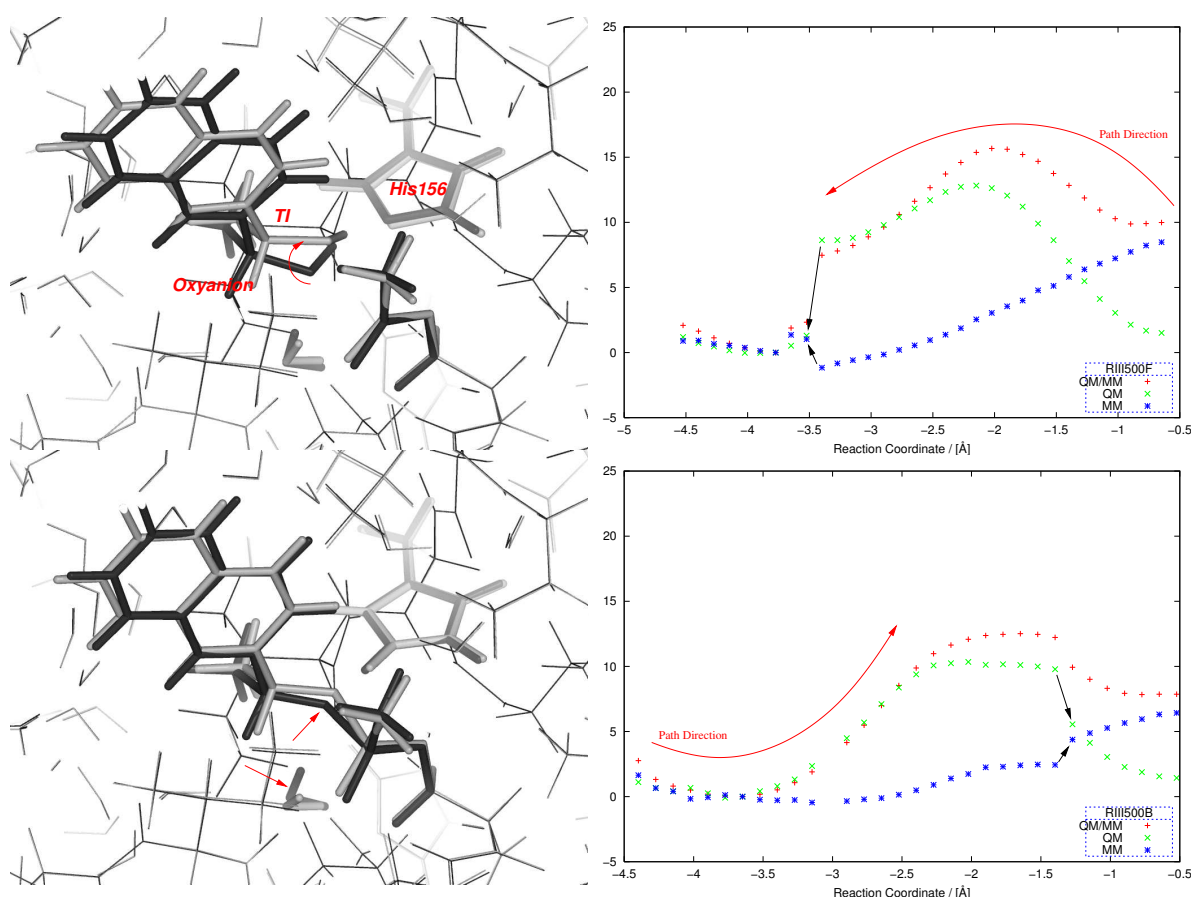 His156
TI
Oxyanion
25
20
15
10
5
0
−5
−5 −4.5 −4 −3.5 −3 −2.5 −2 −1.5 −1 −0.5
Reaction Coordinate / [Å]
Path Direction
RIII500F
QM/MM
QM
MM
25
20
15
10
5
0
−5
−4.5 −4 −3.5 −3 −2.5 −2 −1.5 −1 −0.5
Reaction Coordinate / [Å]
Path Direction
RIII500B
QM/MM
QM
MM